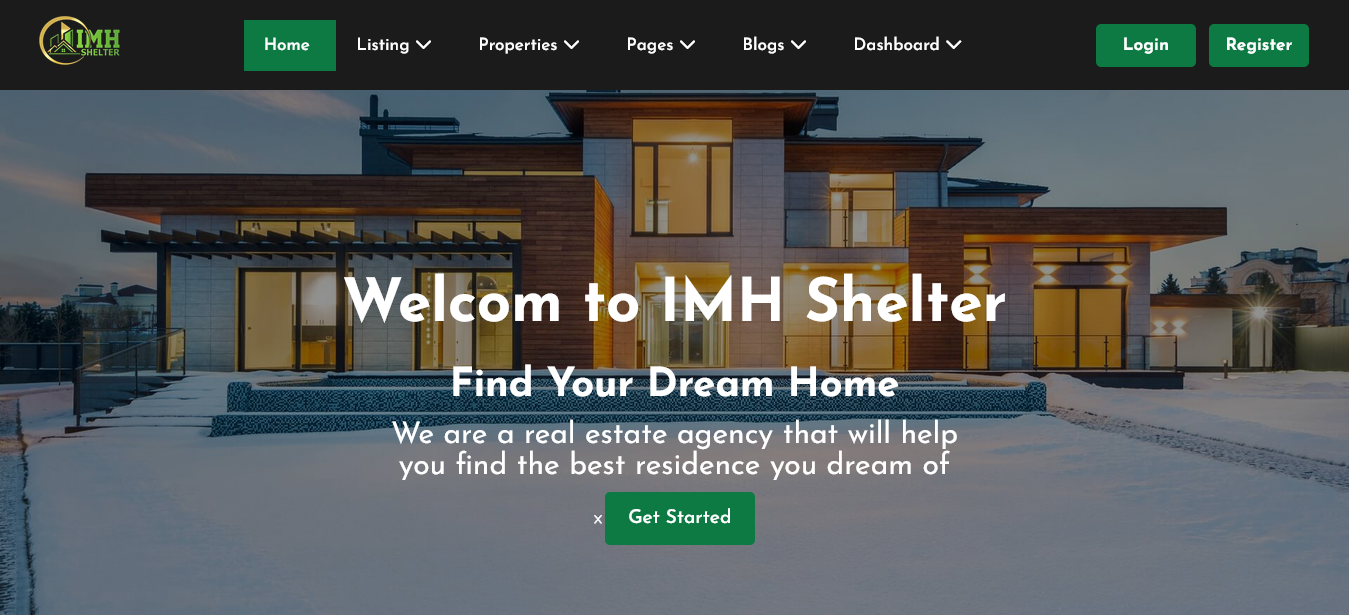 IMH
SHELTER
Home Listing Properties Pages Blogs Dashboard Login Register
Welcom to IMH Shelter
Find Your Dream Home
We are a real estate agency that will help
you find the best residence you dream of
x Get Started